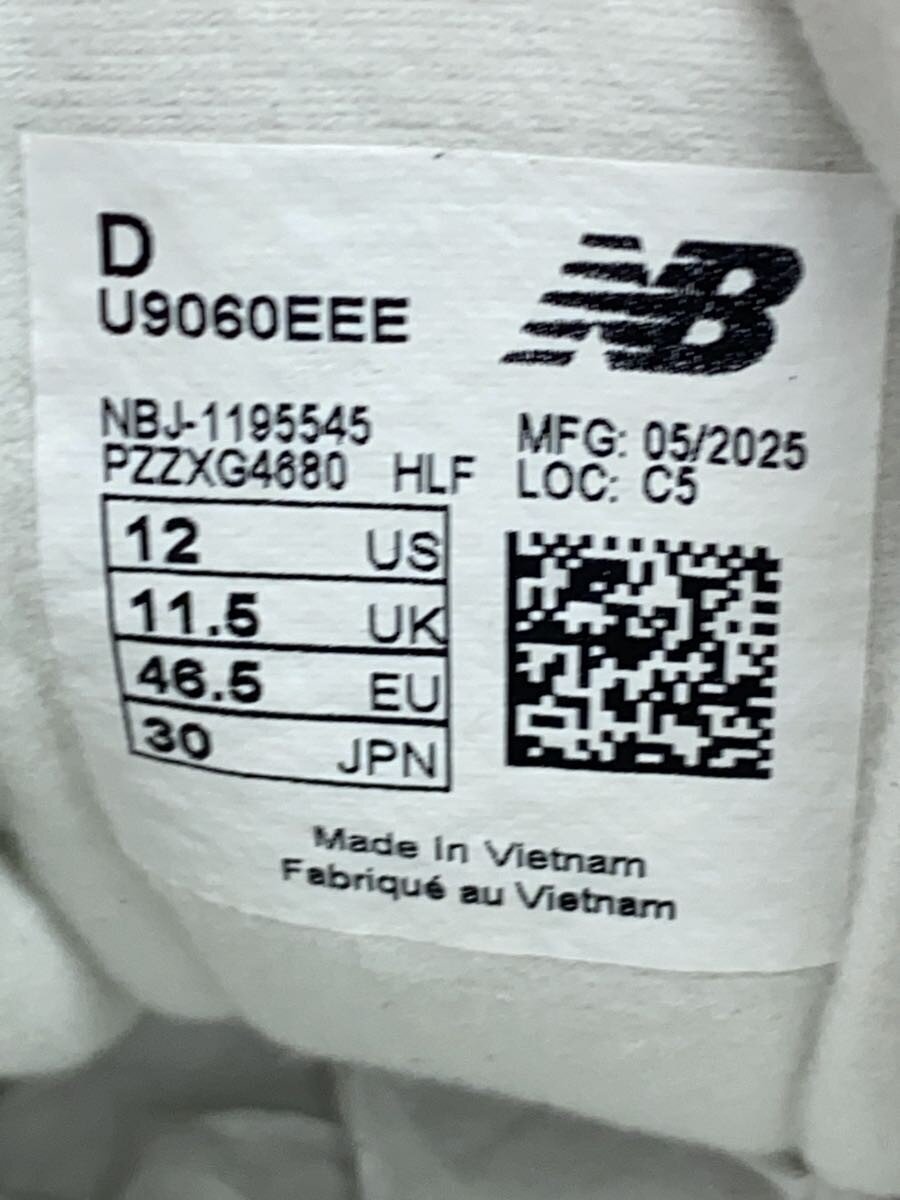 D
U9060EEE
NB
NBJ-1195545
PZZXG4680 HLF
MFG: 05/2025
LOC: C5
12 US
11.5 UK
46.5 EU
30 JPN
Made In Vietnam
Fabriqué au Vietnam